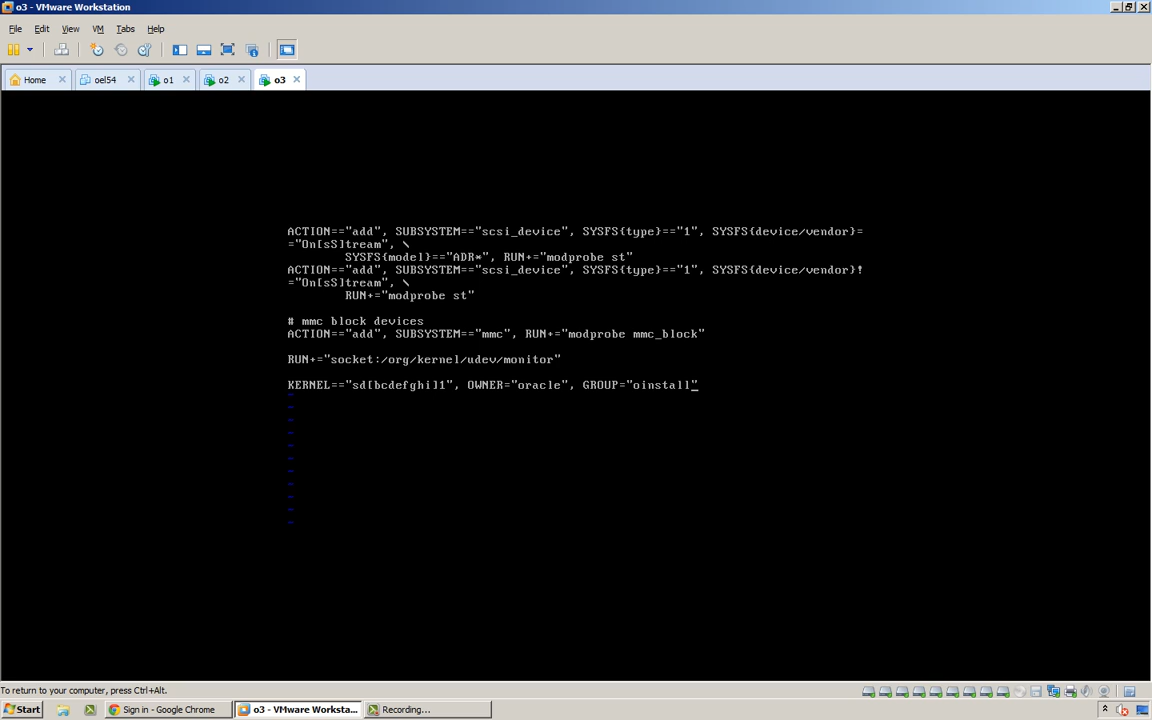 o3 - VMware Workstation
File Edit View VM Tabs Help
Home oel54 o1 o2 o3
ACTION=="add", SUBSYSTEM=="scsi_device", SYSFS{type}=="1", SYSFS{device/vendor}=
="On[sS]tream", \
SYSFS{model}=="ADR*", RUN+="modprobe st"
ACTION=="add", SUBSYSTEM=="scsi_device", SYSFS{type}=="1", SYSFS{device/vendor}!
="On[sS]tream", \
RUN+="modprobe st"
# mmc block devices
ACTION=="add", SUBSYSTEM=="mmc", RUN+="modprobe mmc_block"
RUN+="socket:/org/kernel/udev/monitor"
KERNEL=="sd[bcdefghi]1", OWNER="oracle", GROUP="oinstall"
~
~
~
~
~
~
~
~
~
~
~
To return to your computer, press Ctrl+Alt.
Start Sign in - Google Chrome o3 - VMware Worksta... Recording...